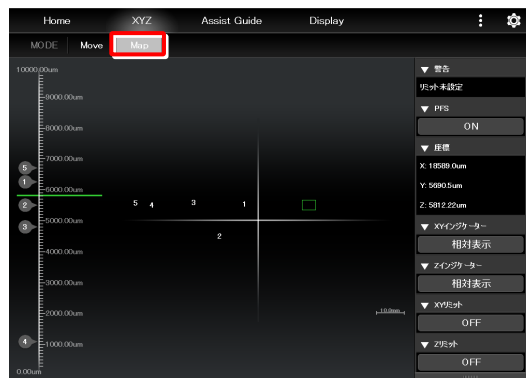 Home XYZ Assist Guide Display
MODE Move Map
10000.00um
9000.00um
8000.00um
7000.00um
6000.00um
5000.00um
4000.00um
3000.00um
2000.00um
1000.00um
0.00um
5
1
2
3
4
5 4 3 1
2
10.0mm
▼ 警告
リミット未設定
▼ PFS
ON
▼ 座標
X: 18589.0um
Y: 5690.5um
Z: 5812.22um
▼ XYインジケーター
相対表示
▼ Zインジケーター
相対表示
▼ XYリミット
OFF
▼ Zリミット
OFF